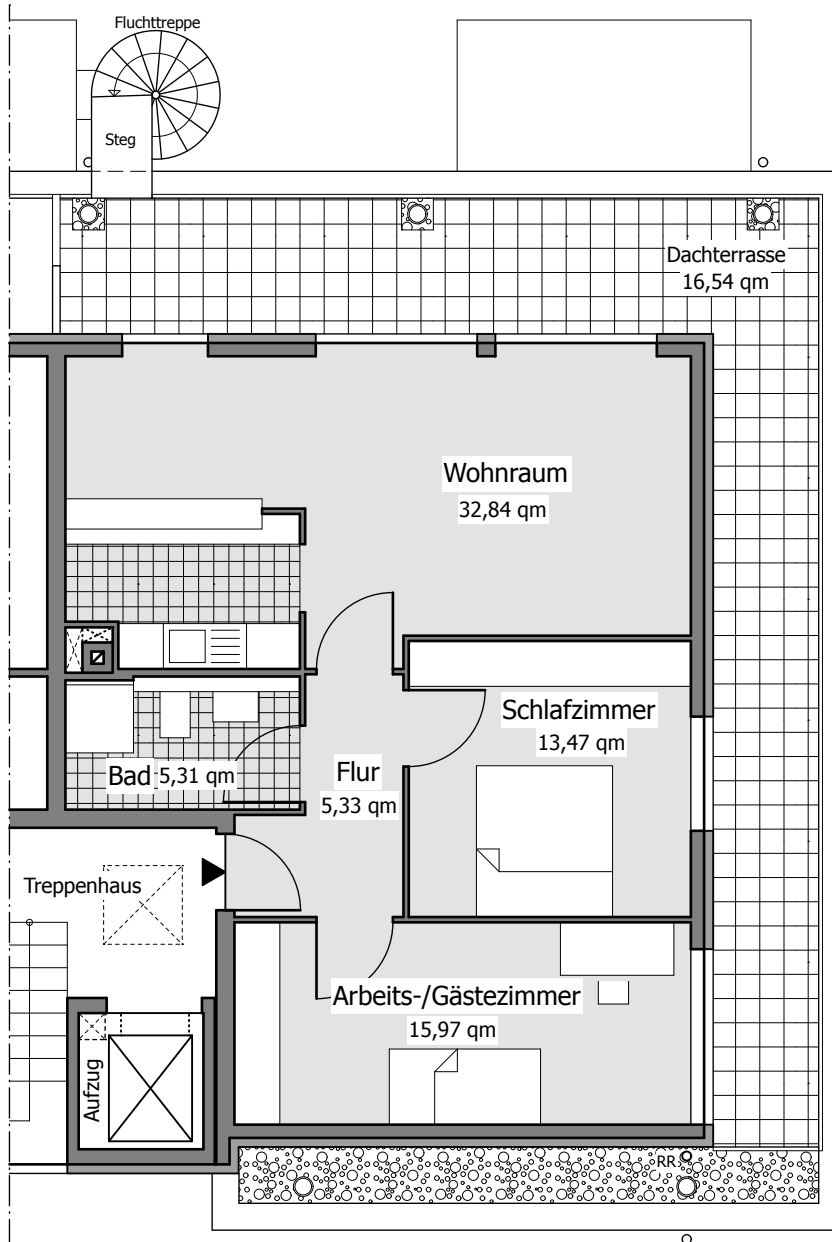 Fluchttreppe
Steg
Dachterrasse
16,54 qm
Wohnraum
32,84 qm
Schlafzimmer
13,47 qm
Bad 5,31 qm
Flur
5,33 qm
Treppenhaus
Arbeits-/Gästezimmer
15,97 qm
Aufzug
RR